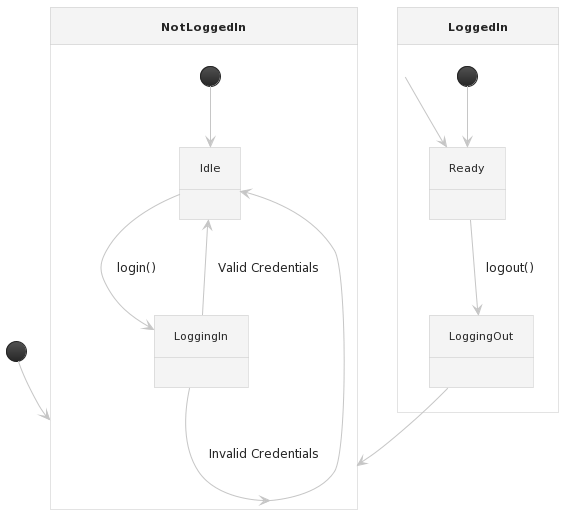 NotLoggedIn
LoggedIn
Idle
Ready
login()
Valid Credentials
logout()
LoggingIn
LoggingOut
Invalid Credentials